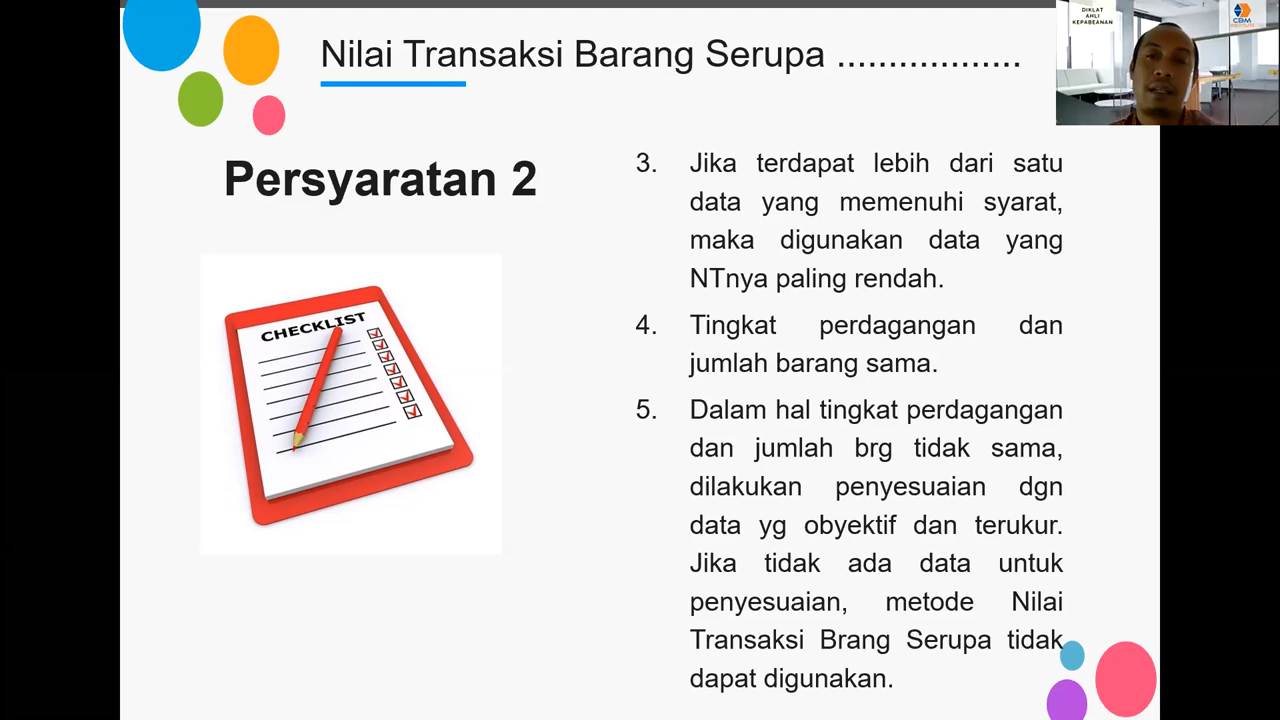 Nilai Transaksi Barang Serupa ..................
DIKLAT
AHLI
KEPABEANAN
CBM
Persyaratan 2
CHECKLIST
3. Jika terdapat lebih dari satu
data yang memenuhi syarat,
maka digunakan data yang
NTnya paling rendah.
4. Tingkat perdagangan dan
jumlah barang sama.
5. Dalam hal tingkat perdagangan
dan jumlah brg tidak sama,
dilakukan penyesuaian dgn
data yg obyektif dan terukur.
Jika tidak ada data untuk
penyesuaian, metode Nilai
Transaksi Brang Serupa tidak
dapat digunakan.